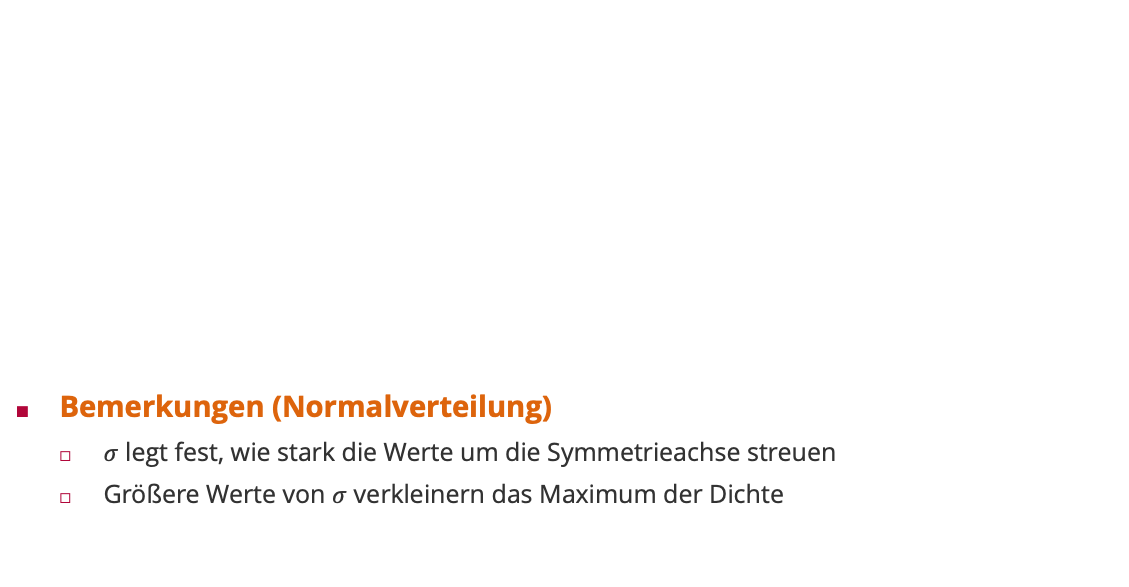 Bemerkungen (Normalverteilung)
σ legt fest, wie stark die Werte um die Symmetrieachse streuen
Größere Werte von σ verkleinern das Maximum der Dichte